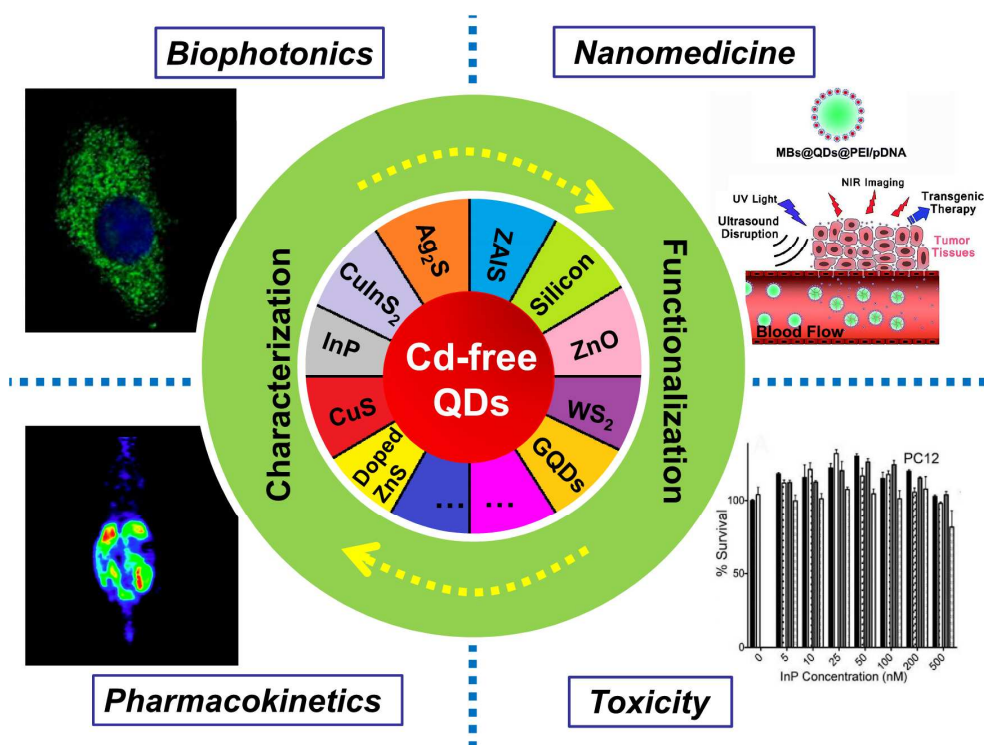 Biophotonics
Nanomedicine
MBs@QDs@PEI/pDNA
NIR Imaging
UV Light
Transgenic
Therapy
Ultrasound
Disruption
Tumor
Tissues
Blood Flow
Characterization
Functionalization
Ag2S
ZAIS
CuInS2
Silicon
InP
ZnO
CuS
WS2
Doped
ZnS
GQDs
...
...
Cd-free
QDs
PC12
% Survival
100
50
0
0
5
10
25
50
100
200
500
InP Concentration (nM)
Pharmacokinetics
Toxicity